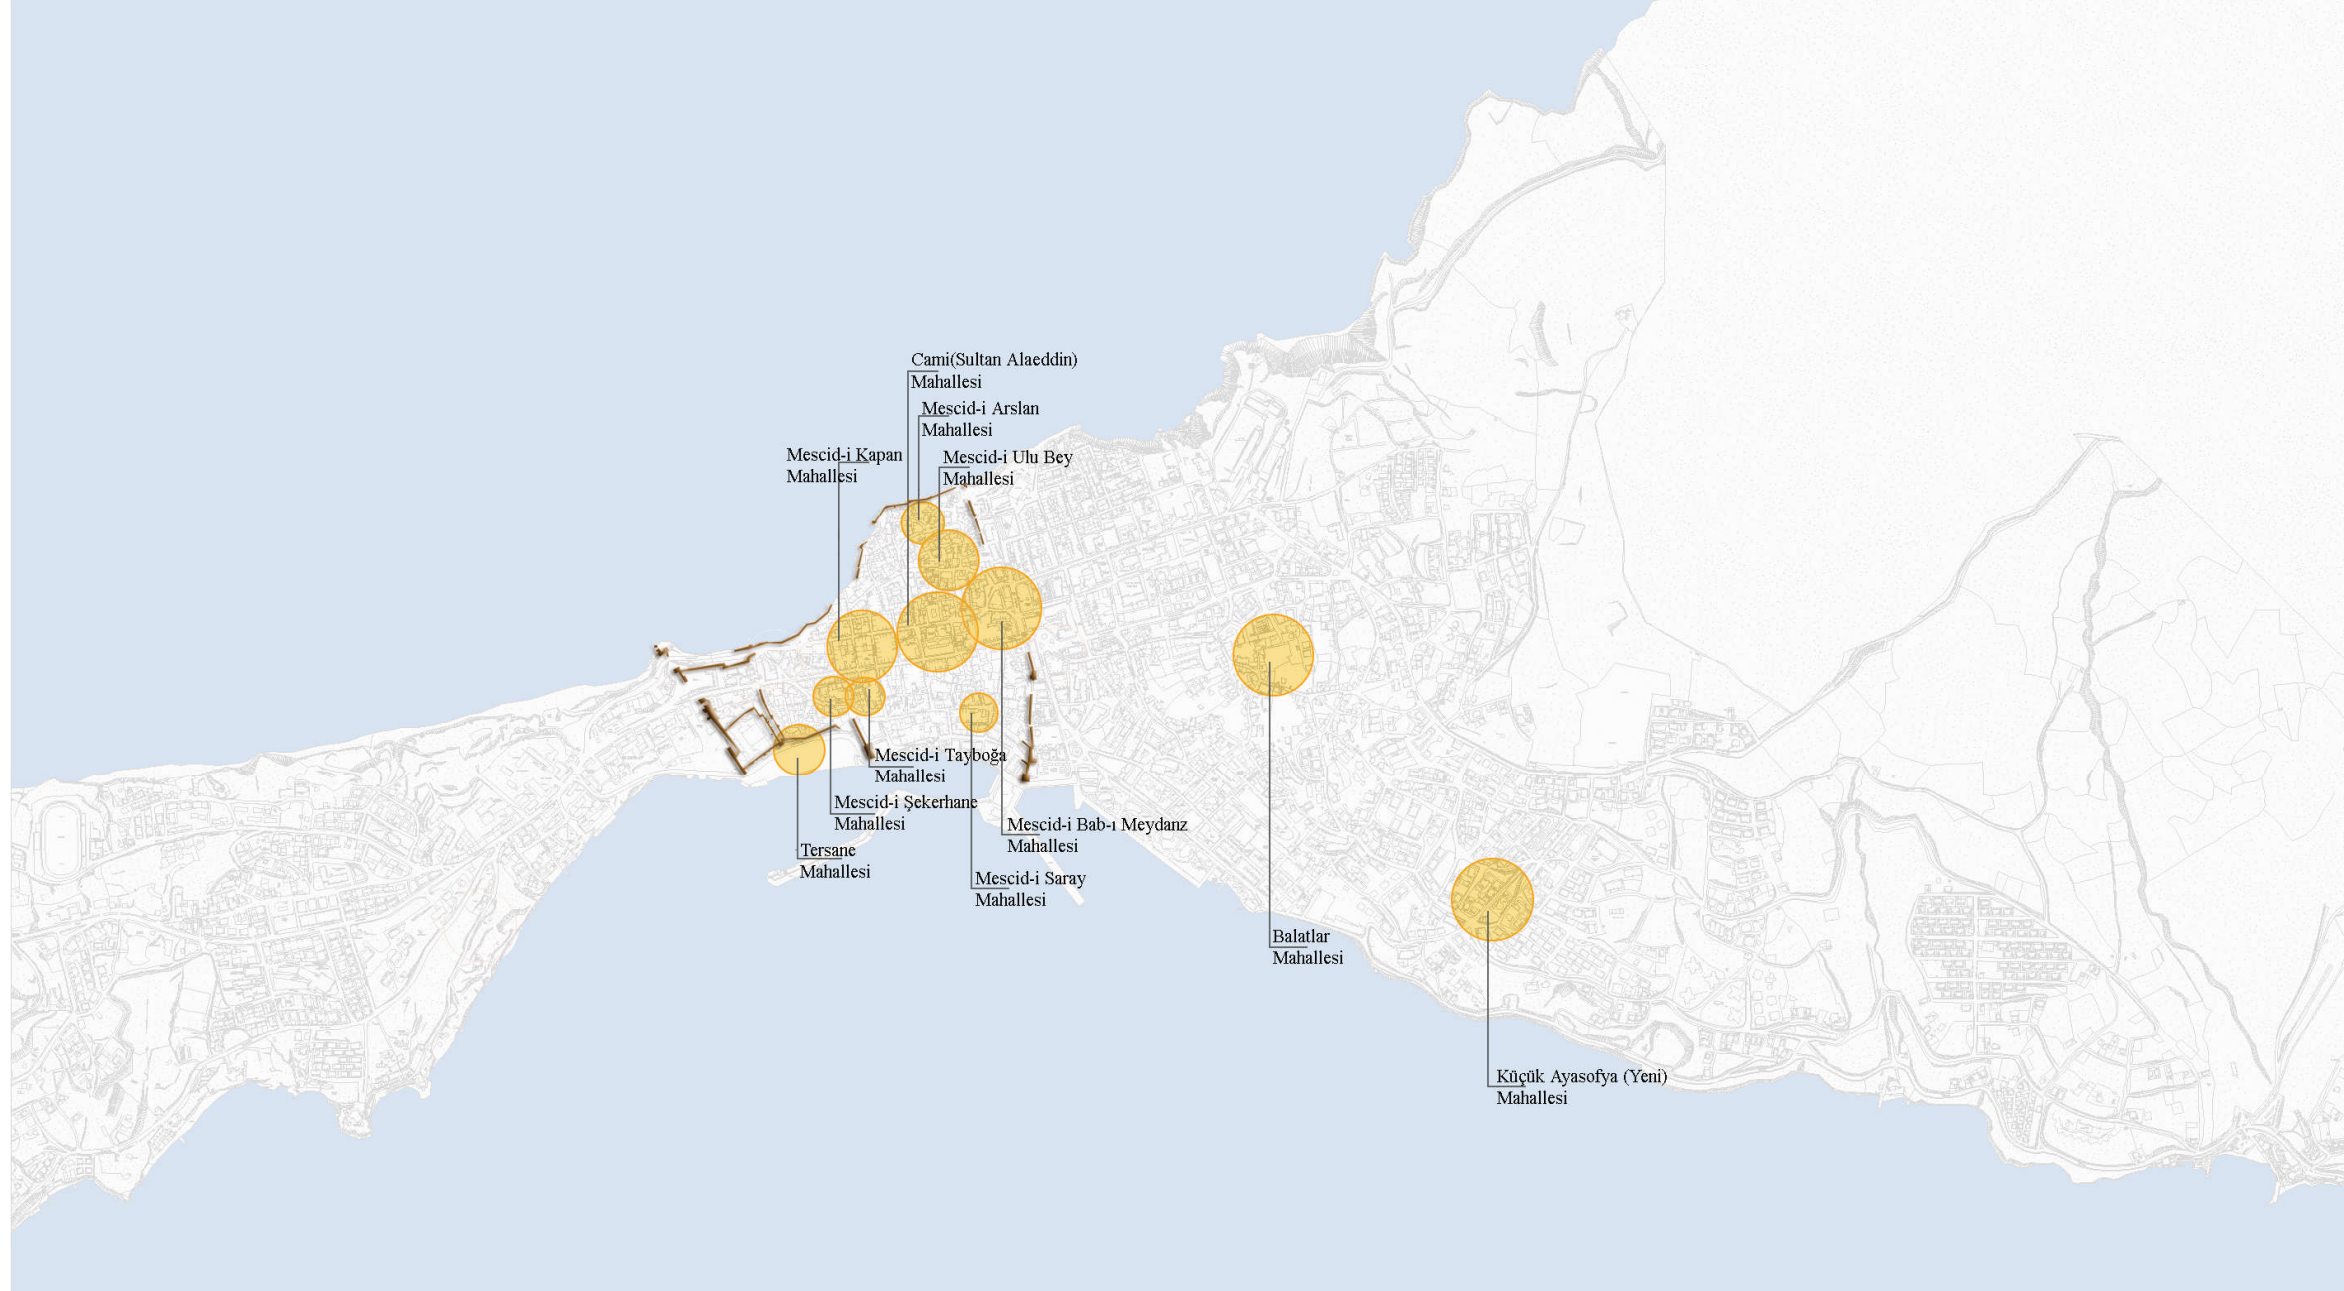 Cami(Sultan Alaeddin)
Mahallesi
Mescid-i Arslan
Mahallesi
Mescid-i Kapan
Mahallesi
Mescid-i Ulu Bey
Mahallesi
Mescid-i Tayboğa
Mahallesi
Mescid-i Şekerhane
Mahallesi
Mescid-i Bab-ı Meydanz
Mahallesi
Tersane
Mahallesi
Mescid-i Saray
Mahallesi
Balatlar
Mahallesi
Küçük Ayasofya (Yeni)
Mahallesi